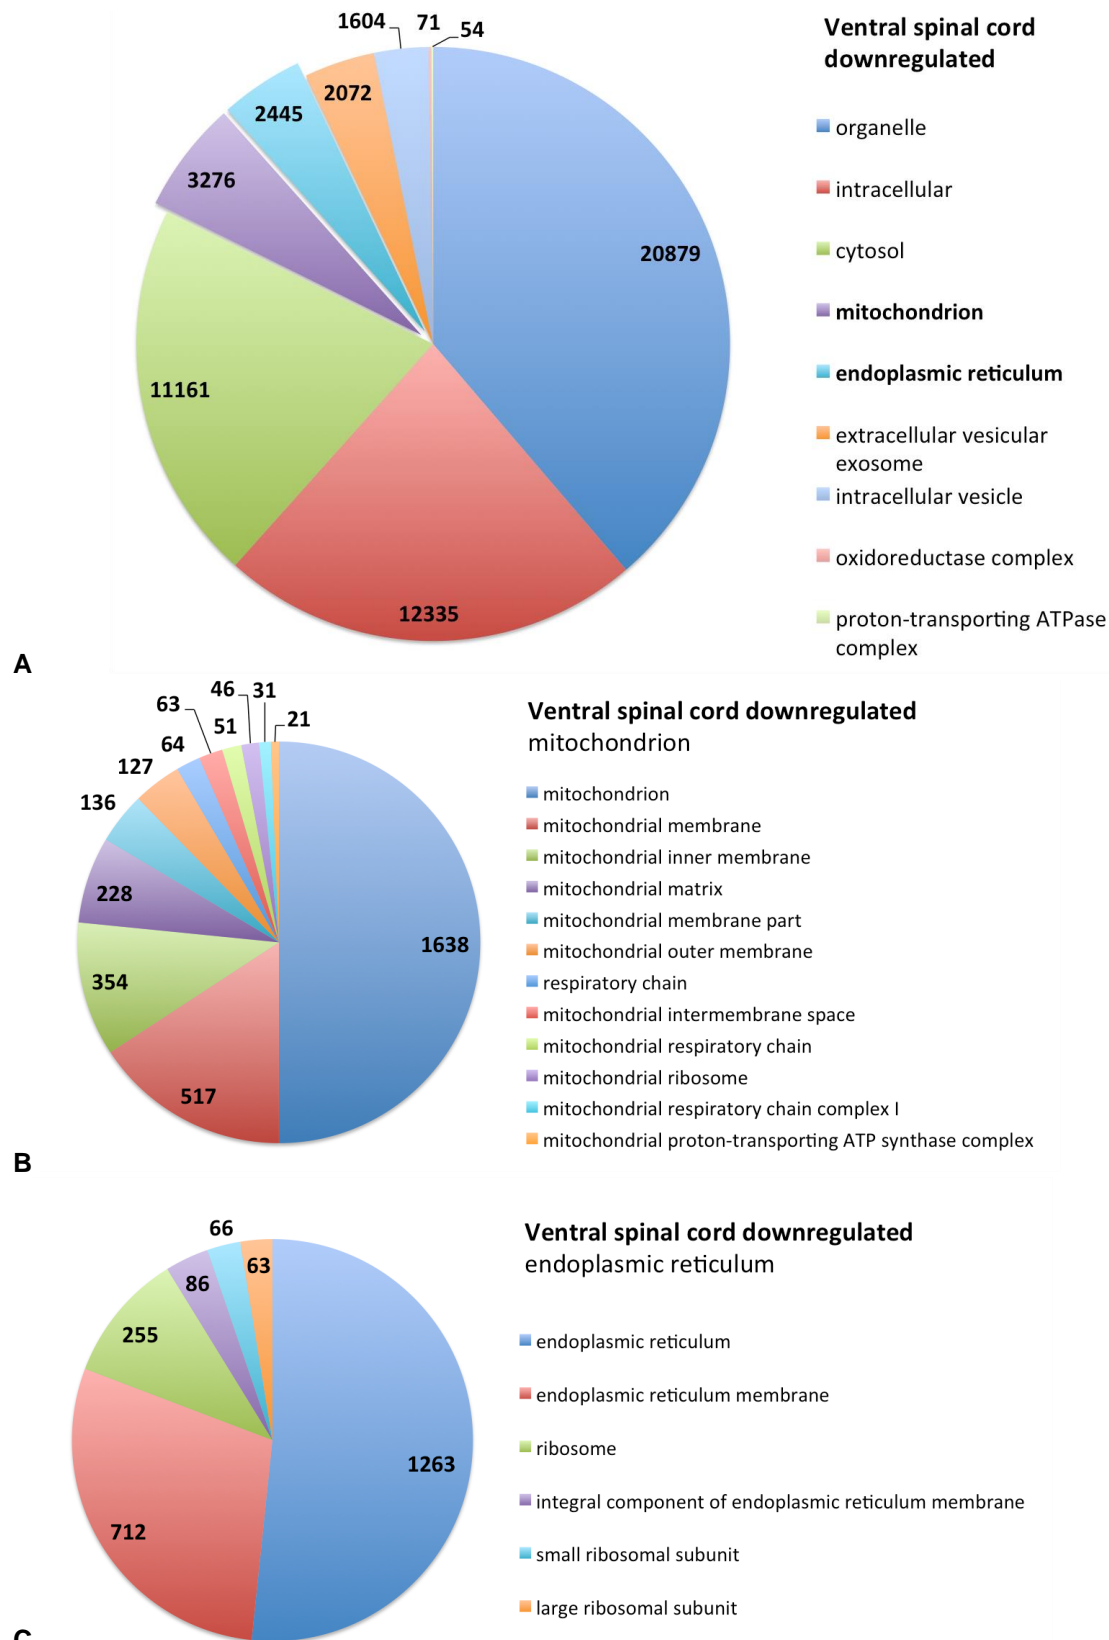 1604
71
54
2072
2445
3276
20879
11161
12335
Ventral spinal cord
downregulated
organelle
intracellular
cytosol
mitochondrion
endoplasmic reticulum
extracellular vesicular
exosome
intracellular vesicle
oxidoreductase complex
proton-transporting ATPase
complex
A
46
31
63
51
21
64
127
136
228
1638
354
517
Ventral spinal cord downregulated
mitochondrion
mitochondrion
mitochondrial membrane
mitochondrial inner membrane
mitochondrial matrix
mitochondrial membrane part
mitochondrial outer membrane
respiratory chain
mitochondrial intermembrane space
mitochondrial respiratory chain
mitochondrial ribosome
mitochondrial respiratory chain complex I
mitochondrial proton-transporting ATP synthase complex
B
66
63
86
255
1263
712
Ventral spinal cord downregulated
endoplasmic reticulum
endoplasmic reticulum
endoplasmic reticulum membrane
ribosome
integral component of endoplasmic reticulum membrane
small ribosomal subunit
large ribosomal subunit
C